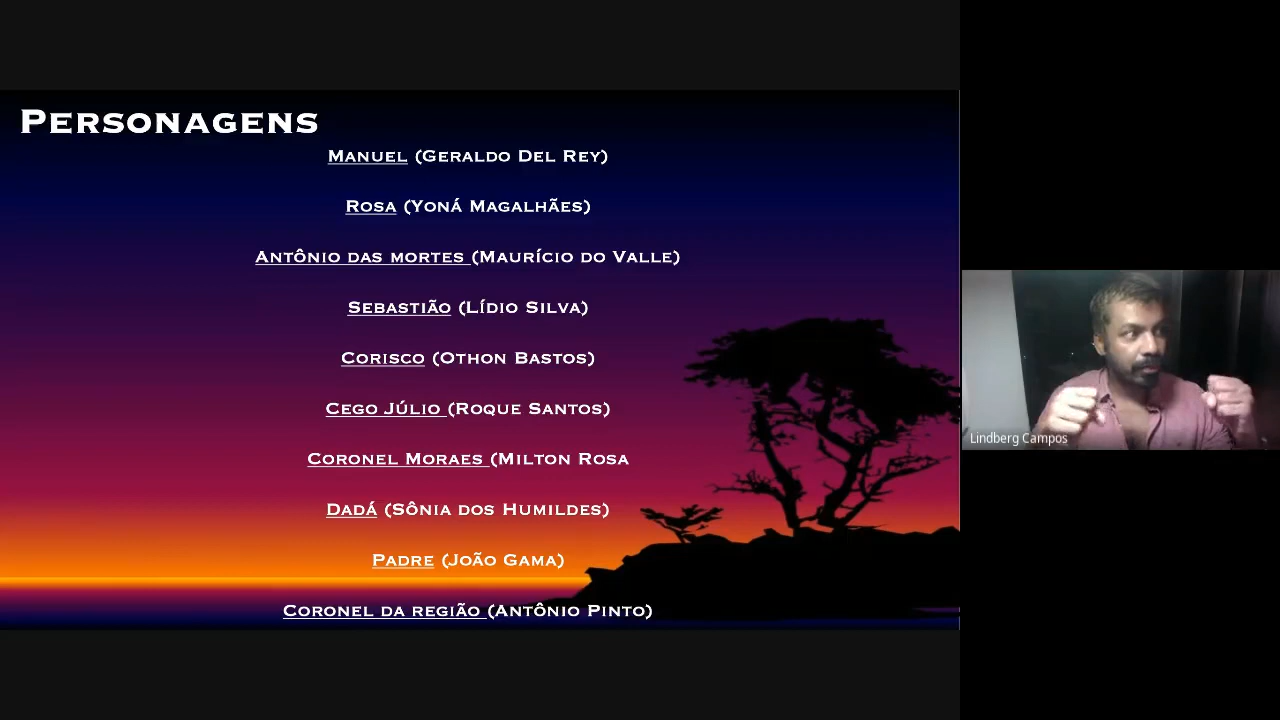 Personagens
Manuel (Geraldo Del Rey)
Rosa (Yoná Magalhães)
Antônio das mortes (Maurício do Valle)
Sebastião (Lídio Silva)
Corisco (Othon Bastos)
Cego Júlio (Roque Santos)
Coronel Moraes (Milton Rosa
Dadá (Sônia dos Humildes)
Padre (João Gama)
Coronel da região (Antônio Pinto)
Lindberg Campos